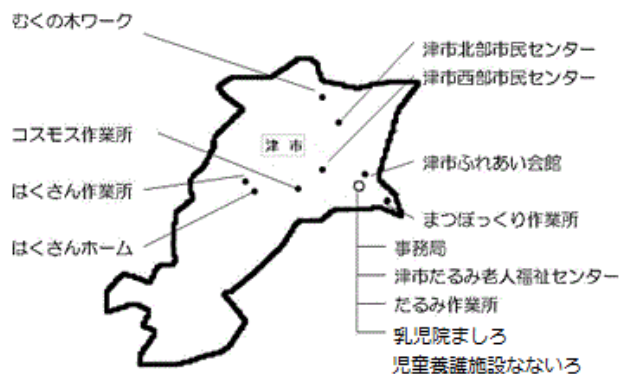 むくの木ワーク
津市北部市民センター
津市西部市民センター
コスモス作業所
津市
津市ふれあい会館
はくさん作業所
まつぼっくり作業所
はくさんホーム
事務局
津市たるみ老人福祉センター
たるみ作業所
乳児院ましろ
児童養護施設なないろ